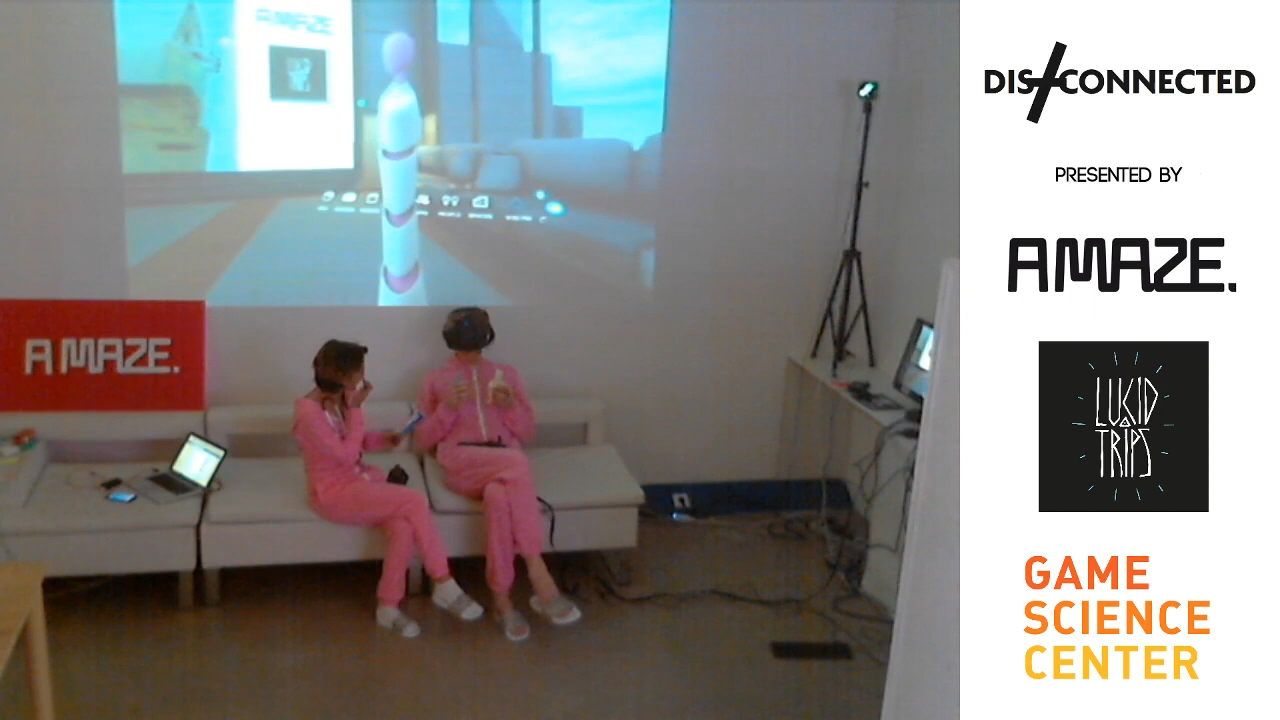 A MAZE
A MAZE.
DIS/CONNECTED
PRESENTED BY
A MAZE.
LUCID
TRIPS
GAME
SCIENCE
CENTER